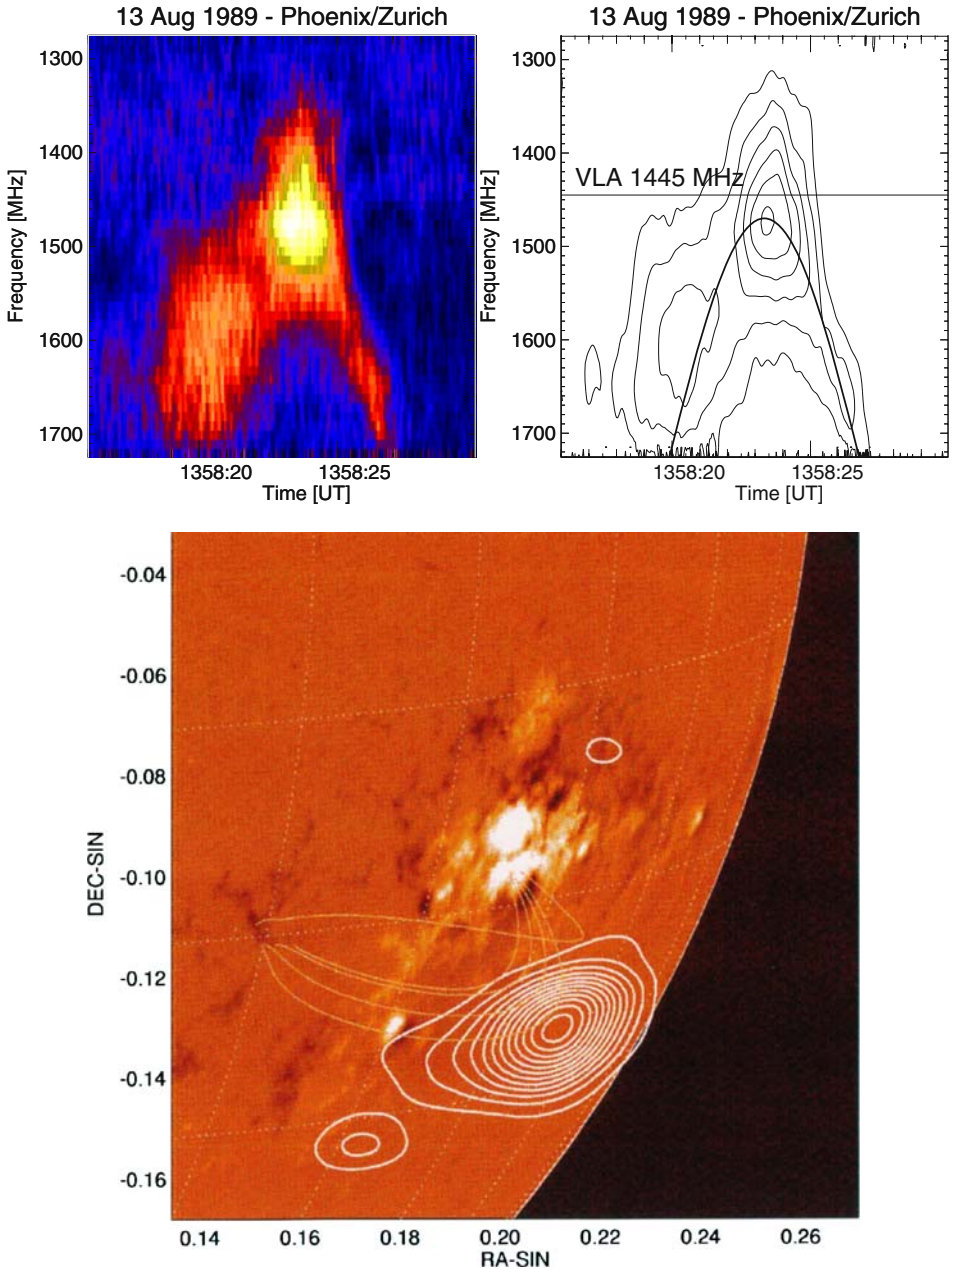 13 Aug 1989 - Phoenix/Zurich
1300
1400
1500
1600
1700
Frequency [MHz]
1358:20 1358:25
Time [UT]
13 Aug 1989 - Phoenix/Zurich
1300
1400
1500
1600
1700
Frequency [MHz]
VLA 1445 MHz
1358:20 1358:25
Time [UT]
-0.04
-0.06
-0.08
-0.10
-0.12
-0.14
-0.16
DEC-SIN
0.14 0.16 0.18 0.20 0.22 0.24 0.26
RA-SIN